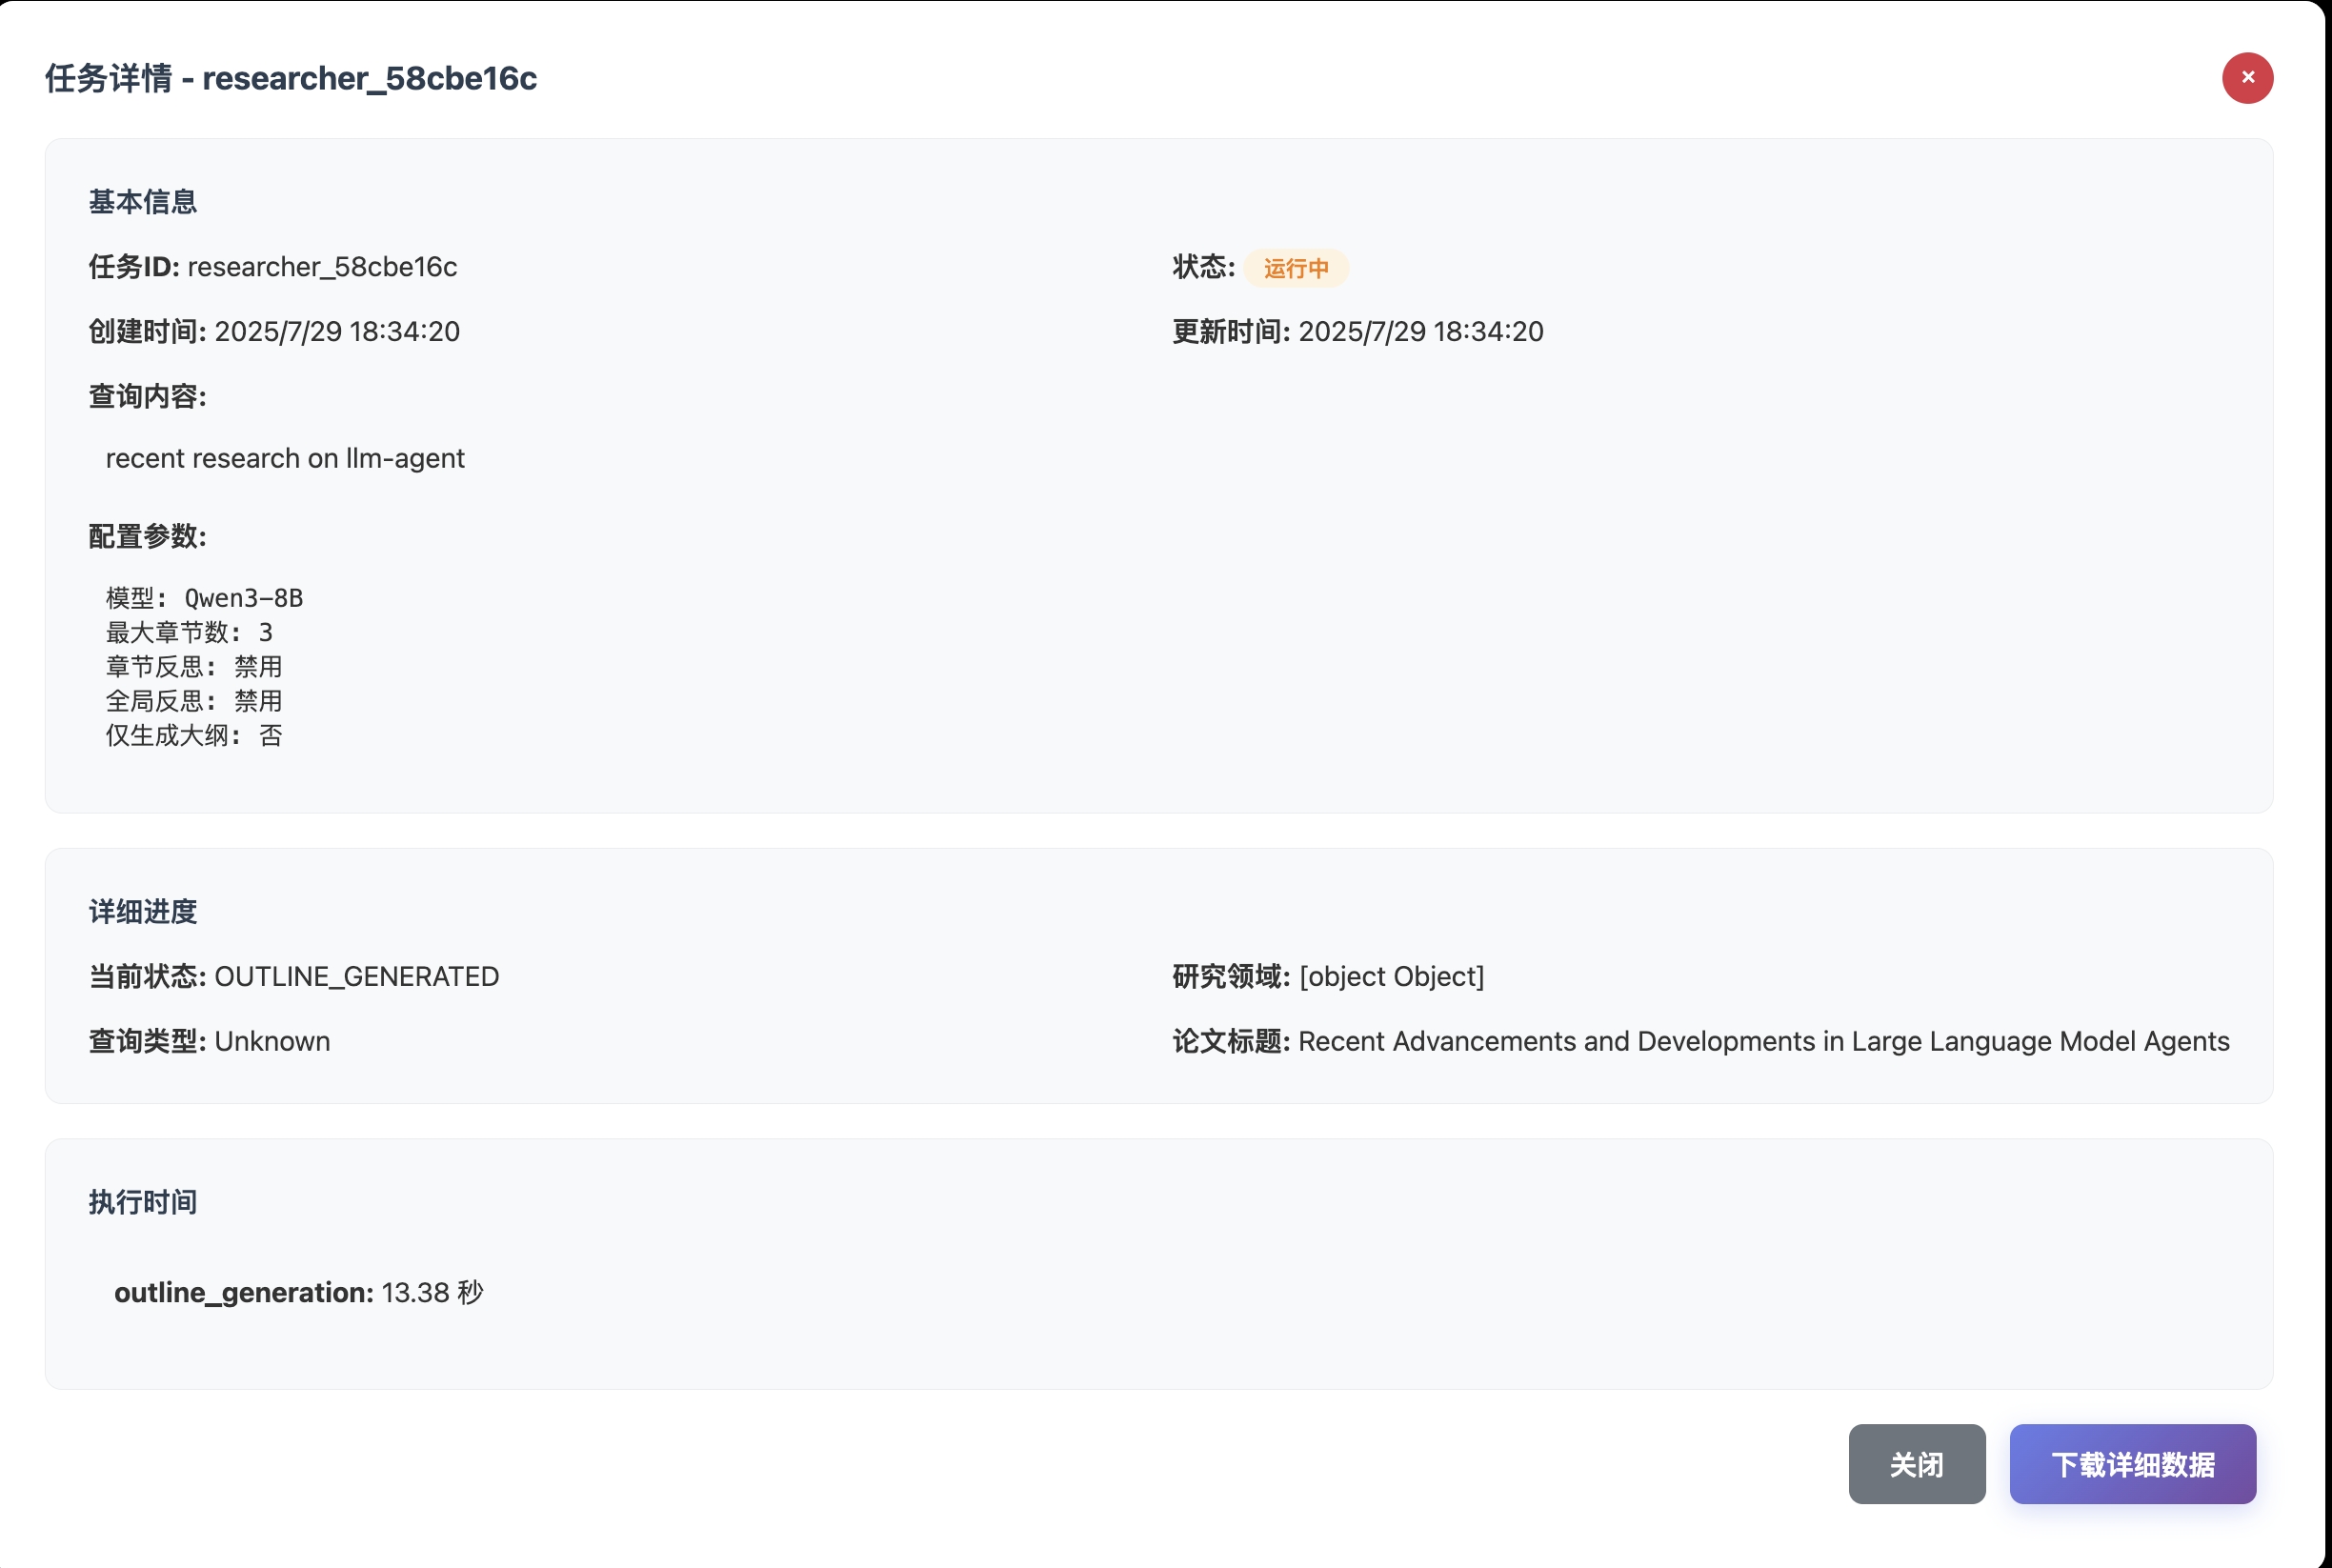 任务详情 - researcher_58cbe16c
×
基本信息
任务ID: researcher_58cbe16c
状态: 运行中
创建时间: 2025/7/29 18:34:20
更新时间: 2025/7/29 18:34:20
查询内容:
recent research on llm-agent
配置参数:
模型: Qwen3-8B
最大章节数: 3
章节反思: 禁用
全局反思: 禁用
仅生成大纲: 否
详细进度
当前状态: OUTLINE_GENERATED
研究领域: [object Object]
查询类型: Unknown
论文标题: Recent Advancements and Developments in Large Language Model Agents
执行时间
outline_generation: 13.38 秒
关闭
下载详细数据